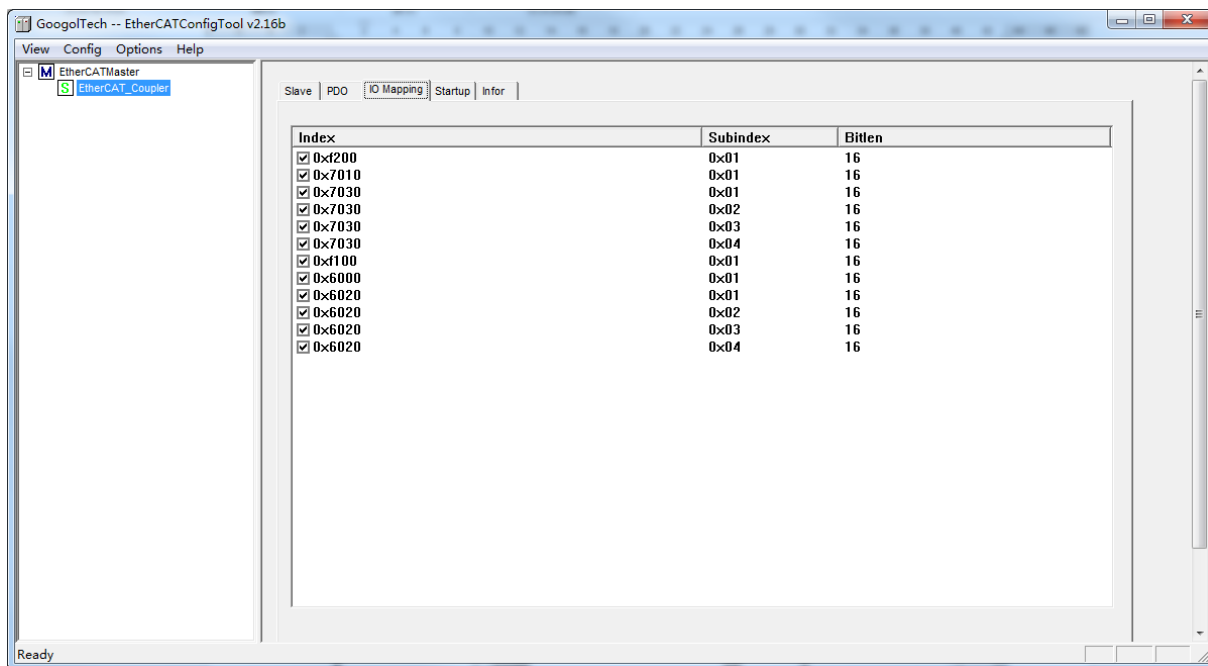 GoogolTech -- EtherCATConfigTool v2.16b
View Config Options Help
EtherCATMaster
EtherCAT_Coupler
Slave PDO IO Mapping Startup Infor
Index Subindex Bitlen
0xf200 0x01 16
0x7010 0x01 16
0x7030 0x01 16
0x7030 0x02 16
0x7030 0x03 16
0x7030 0x04 16
0xf100 0x01 16
0x6000 0x01 16
0x6020 0x01 16
0x6020 0x02 16
0x6020 0x03 16
0x6020 0x04 16
Ready